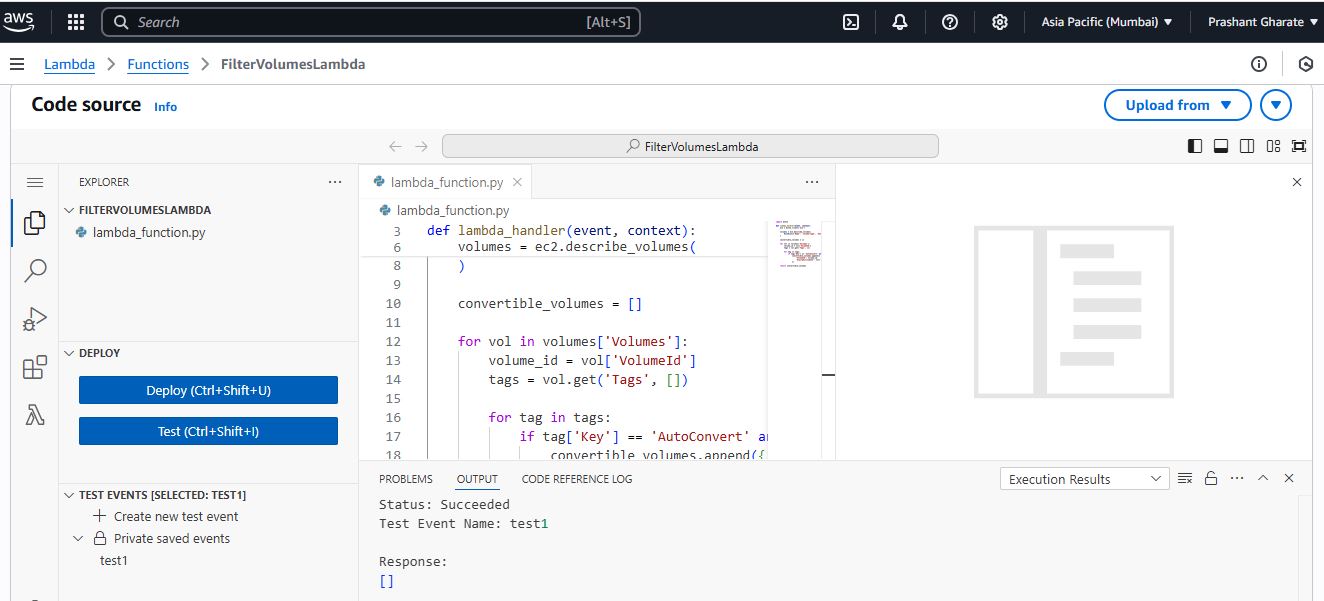 aws
Search [Alt+S]
Asia Pacific (Mumbai) Prashant Gharate
Lambda Functions FilterVolumesLambda
Code source Info
Upload from
FilterVolumesLambda
EXPLORER
FILTERVOLUMESLAMBDA
lambda_function.py
DEPLOY
Deploy (Ctrl+Shift+U)
Test (Ctrl+Shift+I)
TEST EVENTS [SELECTED: TEST1]
Create new test event
Private saved events
test1
lambda_function.py
lambda_function.py
3 def lambda_handler(event, context):
6 volumes = ec2.describe_volumes(
8 )
9
10 convertible_volumes = []
11
12 for vol in volumes['Volumes']:
13 volume_id = vol['VolumeId']
14 tags = vol.get('Tags', [])
15
16 for tag in tags:
17 if tag['Key'] == 'AutoConvert'
18 convertible_volumes.append({
PROBLEMS OUTPUT CODE REFERENCE LOG
Execution Results
Status: Succeeded
Test Event Name: test1
Response:
[]